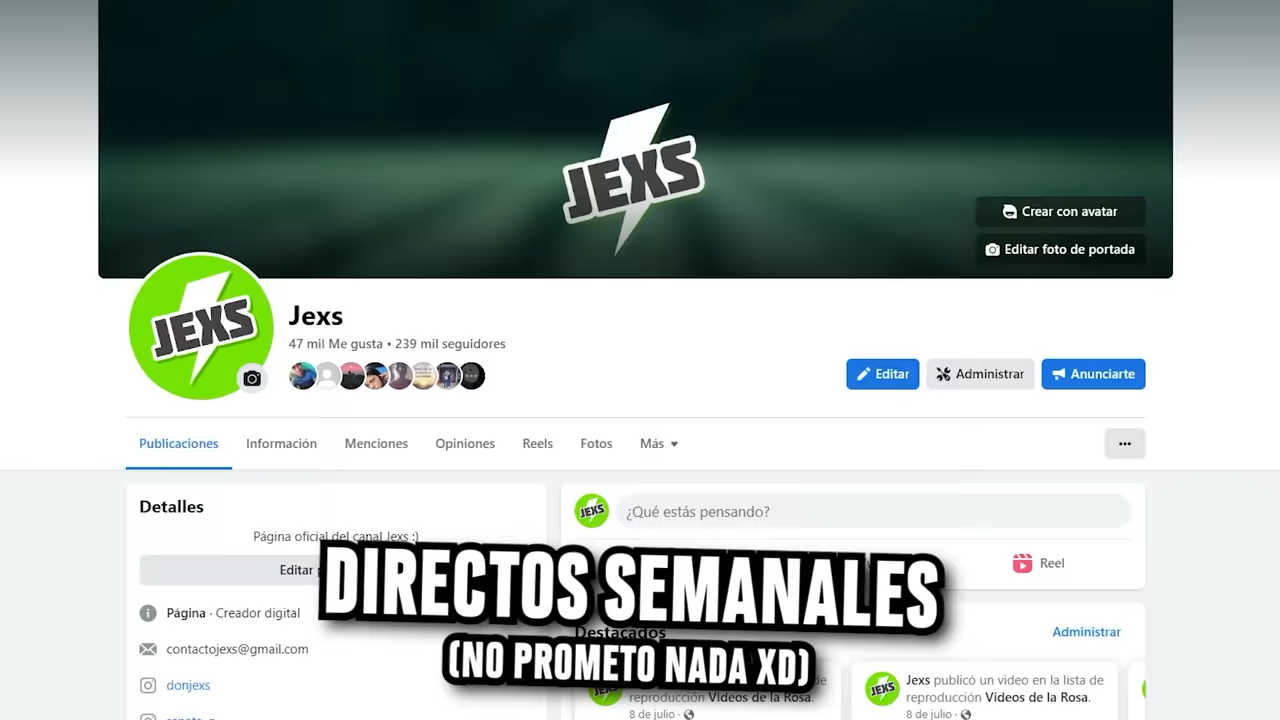 JEXS
Crear con avatar
Editar foto de portada
JEXS
Jexs
47 mil Me gusta • 239 mil seguidores
Editar
Administrar
Anunciarte
Publicaciones
Información
Menciones
Opiniones
Reels
Fotos
Más
Detalles
Página oficial del canal Jexs :)
Editar
Página · Creador digital
contactojexs@gmail.com
donjexs
JEXS
¿Qué estás pensando?
Reel
DIRECTOS SEMANALES
(NO PROMETO NADA XD)
Destacados
Administrar
de
reproducción Videos de la Rosa.
8 de julio ·
JEXS
Jexs publicó un video en la lista de
reproducción Videos de la Rosa.
8 de julio ·